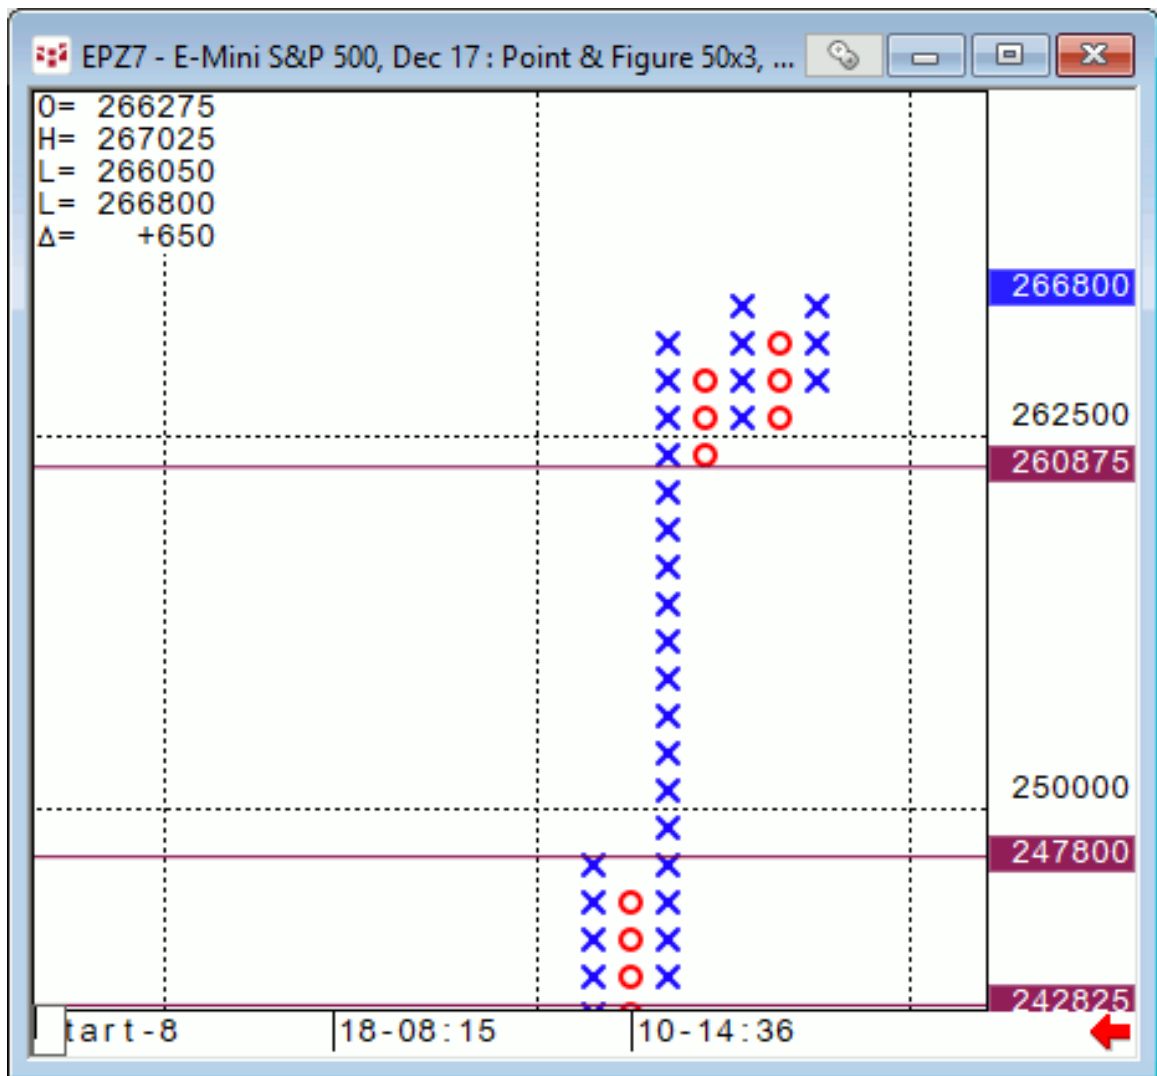 EPZ7 - E-Mini S&P 500, Dec 17 : Point & Figure 50x3, ...
O= 266275
H= 267025
L= 266050
L= 266800
Δ= +650
266800
262500
260875
250000
247800
242825
tart-8
18-08:15
10-14:36